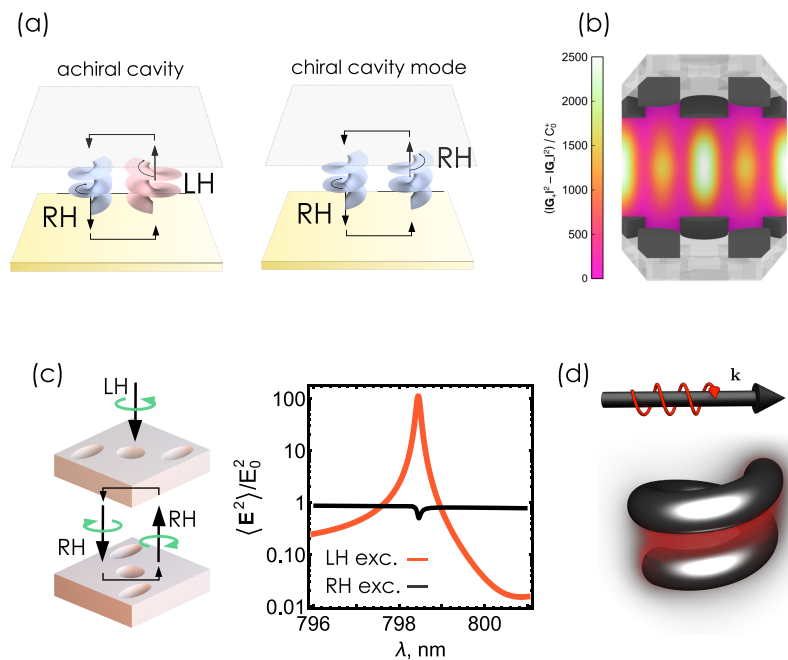 (a)
achiral cavity
RH
LH
chiral cavity mode
RH
RH
(b)
2500
2000
1500
1000
500
0
(|G₊|² − |G₋|²) / C₀⁺
(c)
LH
RH
RH
100
10
1
0.10
0.01
⟨E²⟩/E₀²
LH exc.
RH exc.
796
798
800
λ, nm
(d)
k